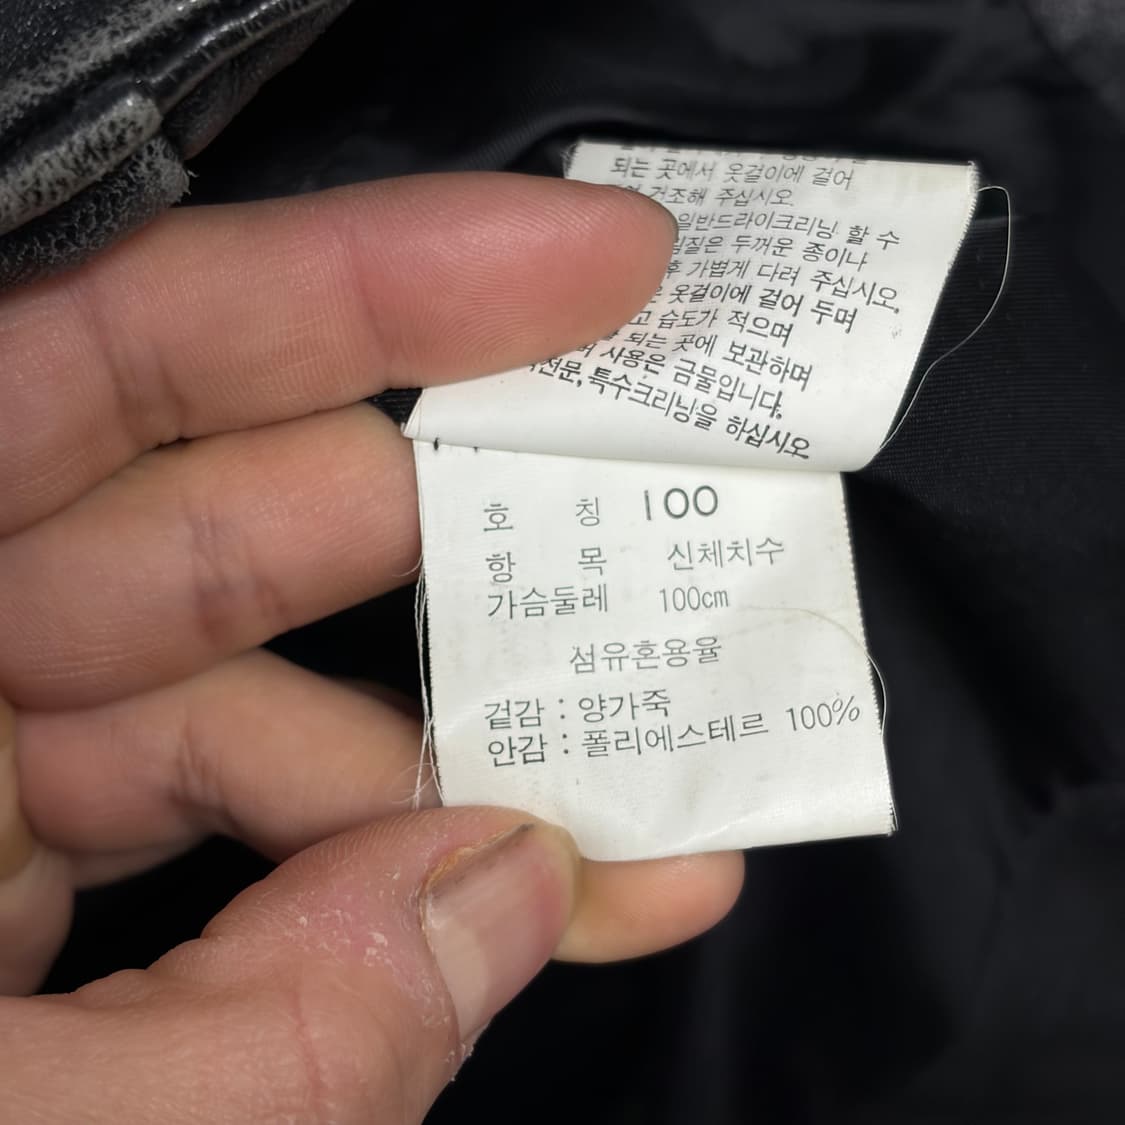 되는 곳에서 옷걸이에 걸어
건조해 주십시오.
일반드라이크리닝 할 수
질은 두꺼운 종이나
후 가볍게 다려 주십시오.
옷걸이에 걸어 두며
고 습도가 적으며
되는 곳에 보관하며
사용은 금물입니다.
전문, 특수크리닝을 하십시오
호 칭 100
항 목 신체치수
가슴둘레 100cm
섬유혼용율
겉감 : 양가죽
안감 : 폴리에스테르 100%